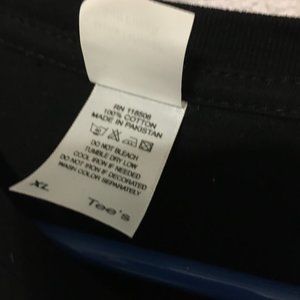 RN 118506
100% COTTON
MADE IN PAKISTAN
DO NOT BLEACH
TUMBLE DRY LOW
COOL IRON IF NEEDED
DO NOT IRON IF DECORATED
WASH COLOR SEPARATELY
XL
Tee's